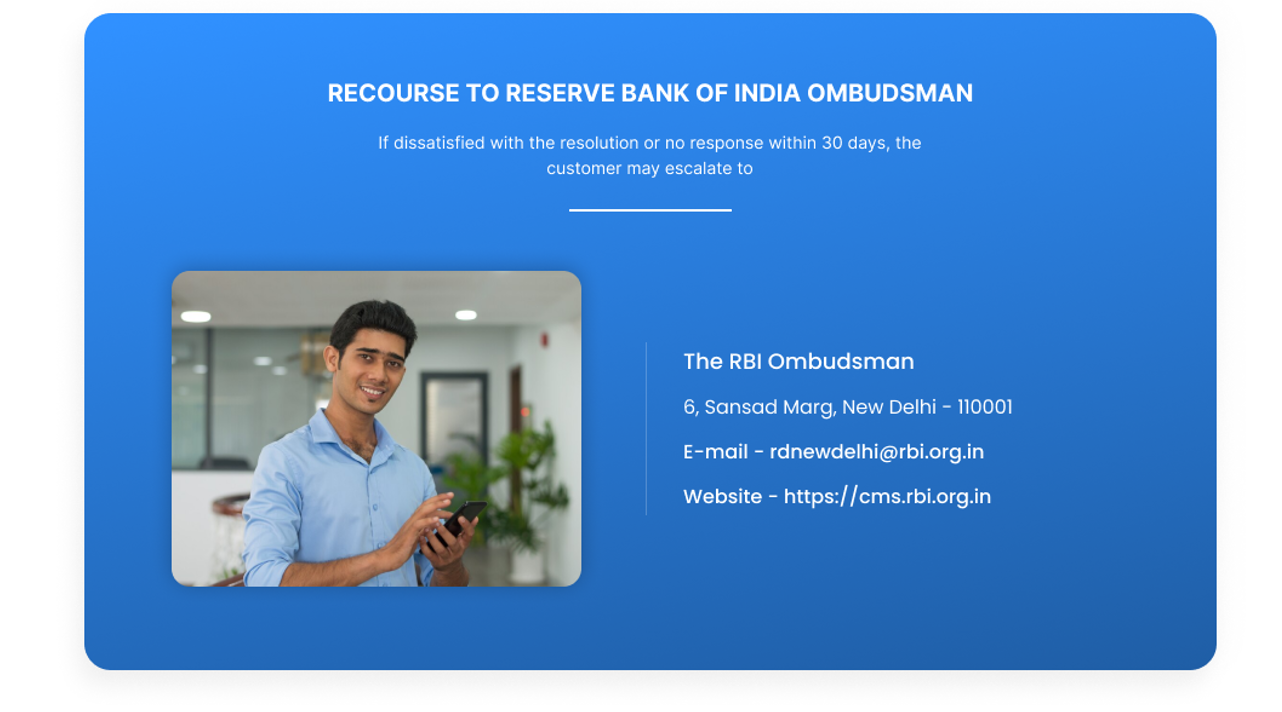 RECOURSE TO RESERVE BANK OF INDIA OMBUDSMAN
If dissatisfied with the resolution or no response within 30 days, the
customer may escalate to
The RBI Ombudsman
6, Sansad Marg, New Delhi - 110001
E-mail - rdnewdelhi@rbi.org.in
Website - https://cms.rbi.org.in